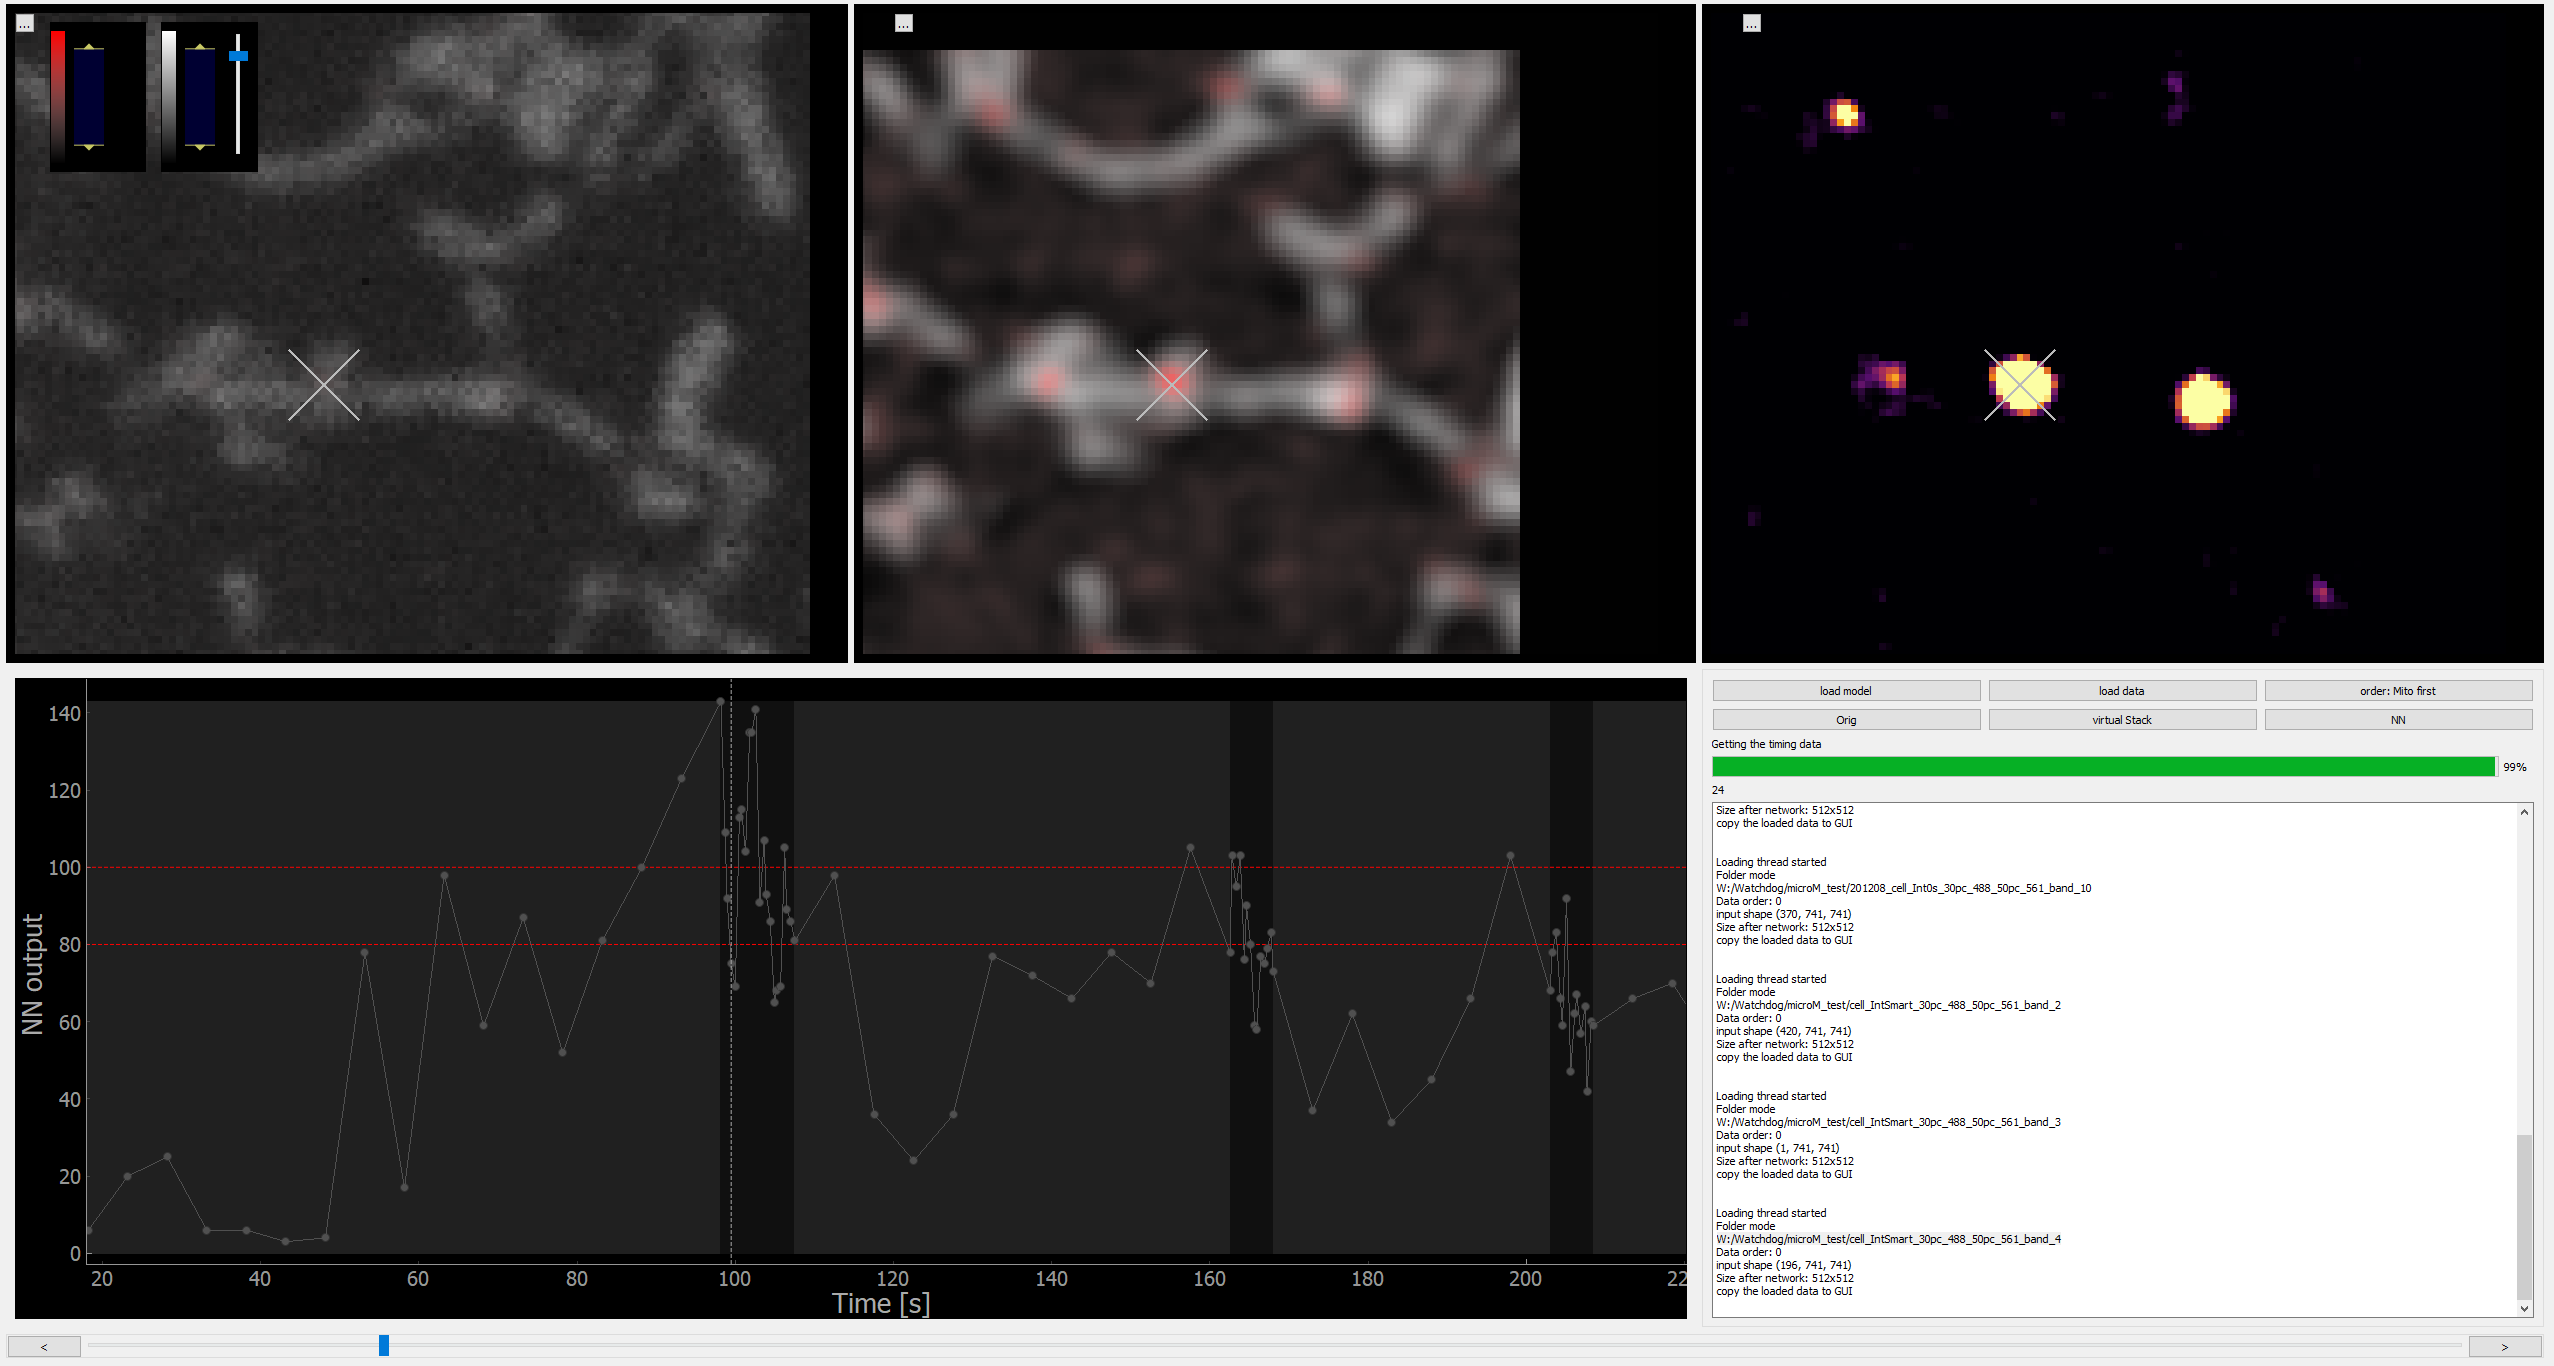 ...
...
...
140
120
100
80
60
40
20
0
NN output
20
40
60
80
100
120
140
160
180
200
22
Time [s]
load model
load data
order: Mito first
Orig
virtual Stack
NN
Getting the timing data
99%
24
Size after network: 512x512
copy the loaded data to GUI
Loading thread started
Folder mode
W:/Watchdog/microM_test/201208_cell_Int0s_30pc_488_50pc_561_band_10
Data order: 0
input shape (370, 741, 741)
Size after network: 512x512
copy the loaded data to GUI
Loading thread started
Folder mode
W:/Watchdog/microM_test/cell_IntSmart_30pc_488_50pc_561_band_2
Data order: 0
input shape (420, 741, 741)
Size after network: 512x512
copy the loaded data to GUI
Loading thread started
Folder mode
W:/Watchdog/microM_test/cell_IntSmart_30pc_488_50pc_561_band_3
Data order: 0
input shape (1, 741, 741)
Size after network: 512x512
copy the loaded data to GUI
Loading thread started
Folder mode
W:/Watchdog/microM_test/cell_IntSmart_30pc_488_50pc_561_band_4
Data order: 0
input shape (196, 741, 741)
Size after network: 512x512
copy the loaded data to GUI
<
>